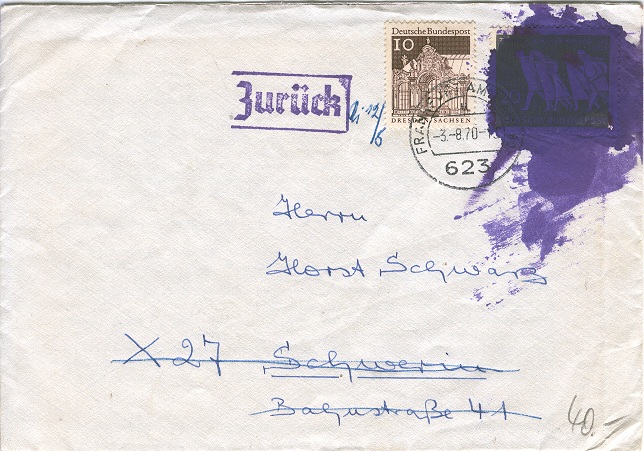 Deutsche Bundespost
10
DRESDEN SACHSEN
Zurück
-3.-8.70-
623
Herrn
Horst Schwarz
X 27 Schwerin
Bahnstraße 41
40.-